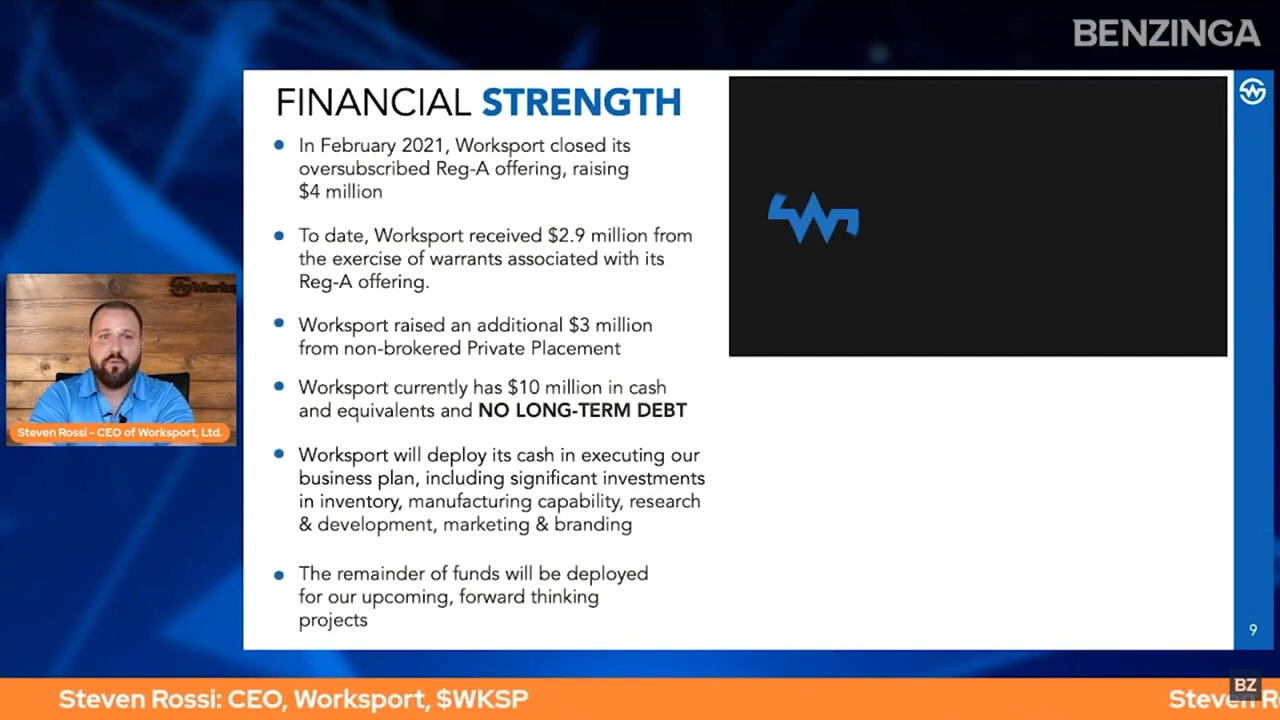 BENZINGA
FINANCIAL STRENGTH
In February 2021, Worksport closed its
oversubscribed Reg-A offering, raising
$4 million
To date, Worksport received $2.9 million from
the exercise of warrants associated with its
Reg-A offering.
Worksport raised an additional $3 million
from non-brokered Private Placement
Worksport currently has $10 million in cash
and equivalents and NO LONG-TERM DEBT
Worksport will deploy its cash in executing our
business plan, including significant investments
in inventory, manufacturing capability, research
& development, marketing & branding
The remainder of funds will be deployed
for our upcoming, forward thinking
projects
Steven Rossi - CEO of Worksport, Ltd.
9
BZ
Steven Rossi: CEO, Worksport, $WKSP
Steven R